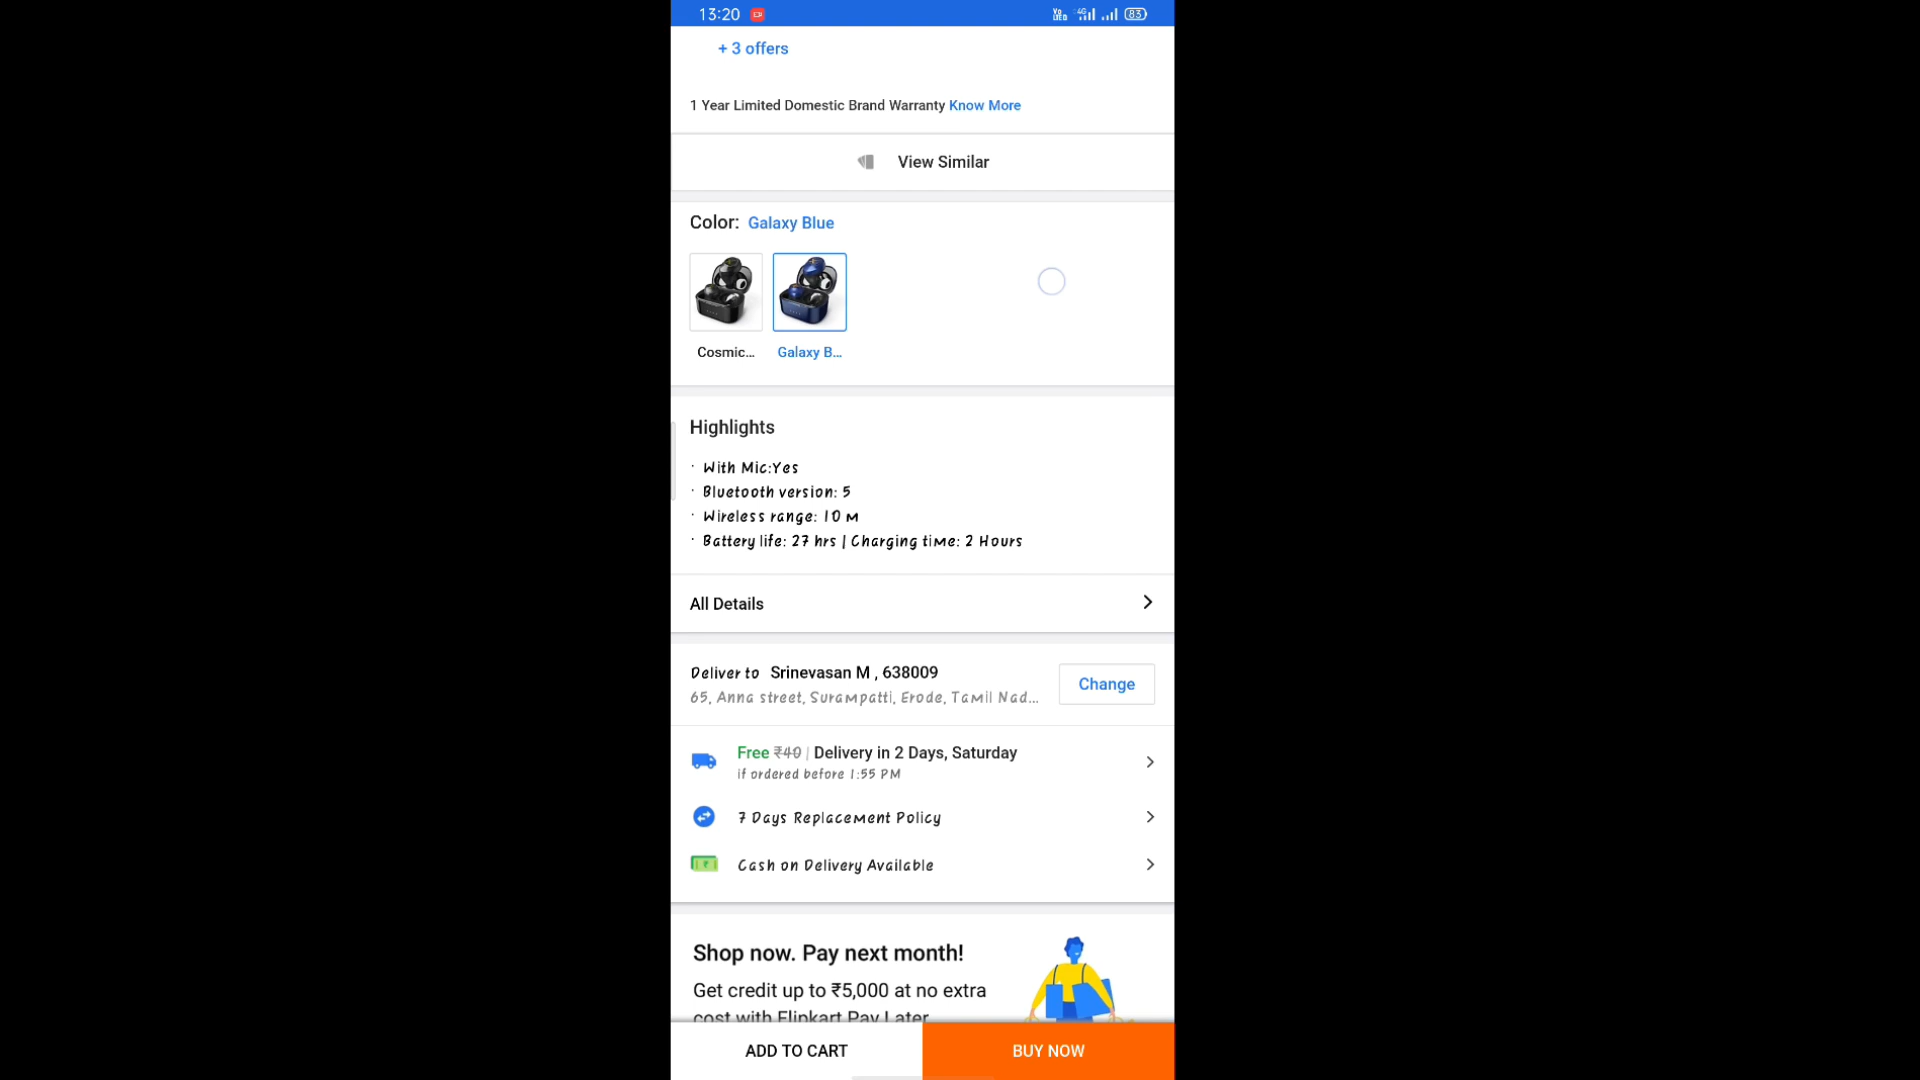 13:20
Vo LTE 4G 83
+ 3 offers
1 Year Limited Domestic Brand Warranty Know More
View Similar
Color: Galaxy Blue
Cosmic... Galaxy B...
Highlights
· With Mic:Yes
· Bluetooth version: 5
· Wireless range: 10 m
· Battery life: 27 hrs | Charging time: 2 Hours
All Details
Deliver to Srinevasan M , 638009
65, Anna street, Surampatti, Erode, Tamil Nad...
Change
Free ₹40 | Delivery in 2 Days, Saturday
if ordered before 1:55 PM
7 Days Replacement Policy
Cash on Delivery Available
Shop now. Pay next month!
Get credit up to ₹5,000 at no extra
cost with Flipkart Pay Later
ADD TO CART BUY NOW